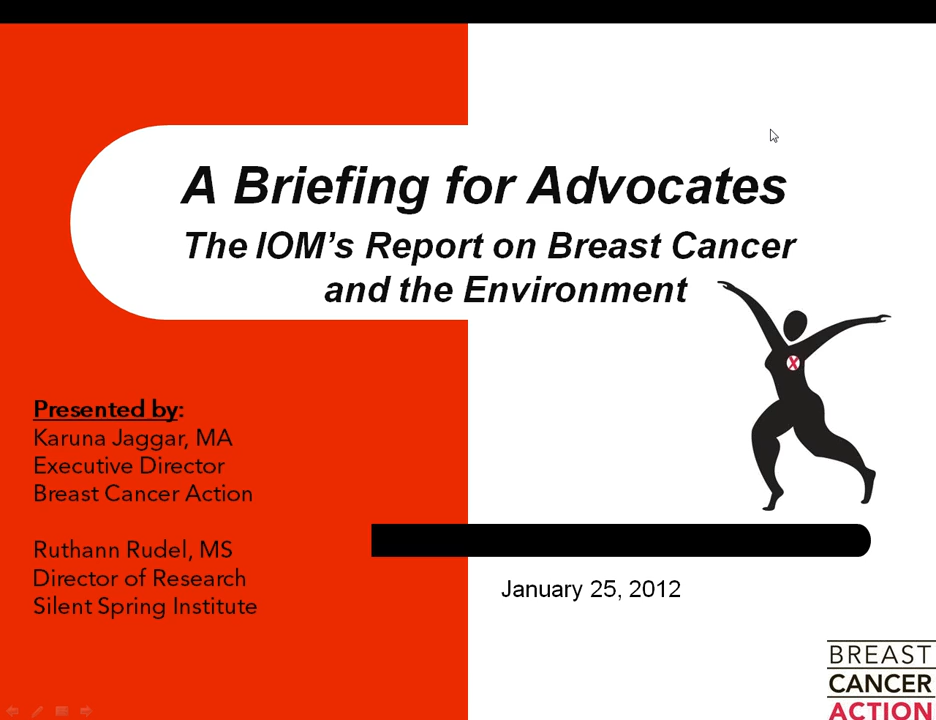 A Briefing for Advocates
The IOM's Report on Breast Cancer
and the Environment
X
Presented by:
Karuna Jaggar, MA
Executive Director
Breast Cancer Action
Ruthann Rudel, MS
Director of Research
Silent Spring Institute
January 25, 2012
BREAST
CANCER
ACTION